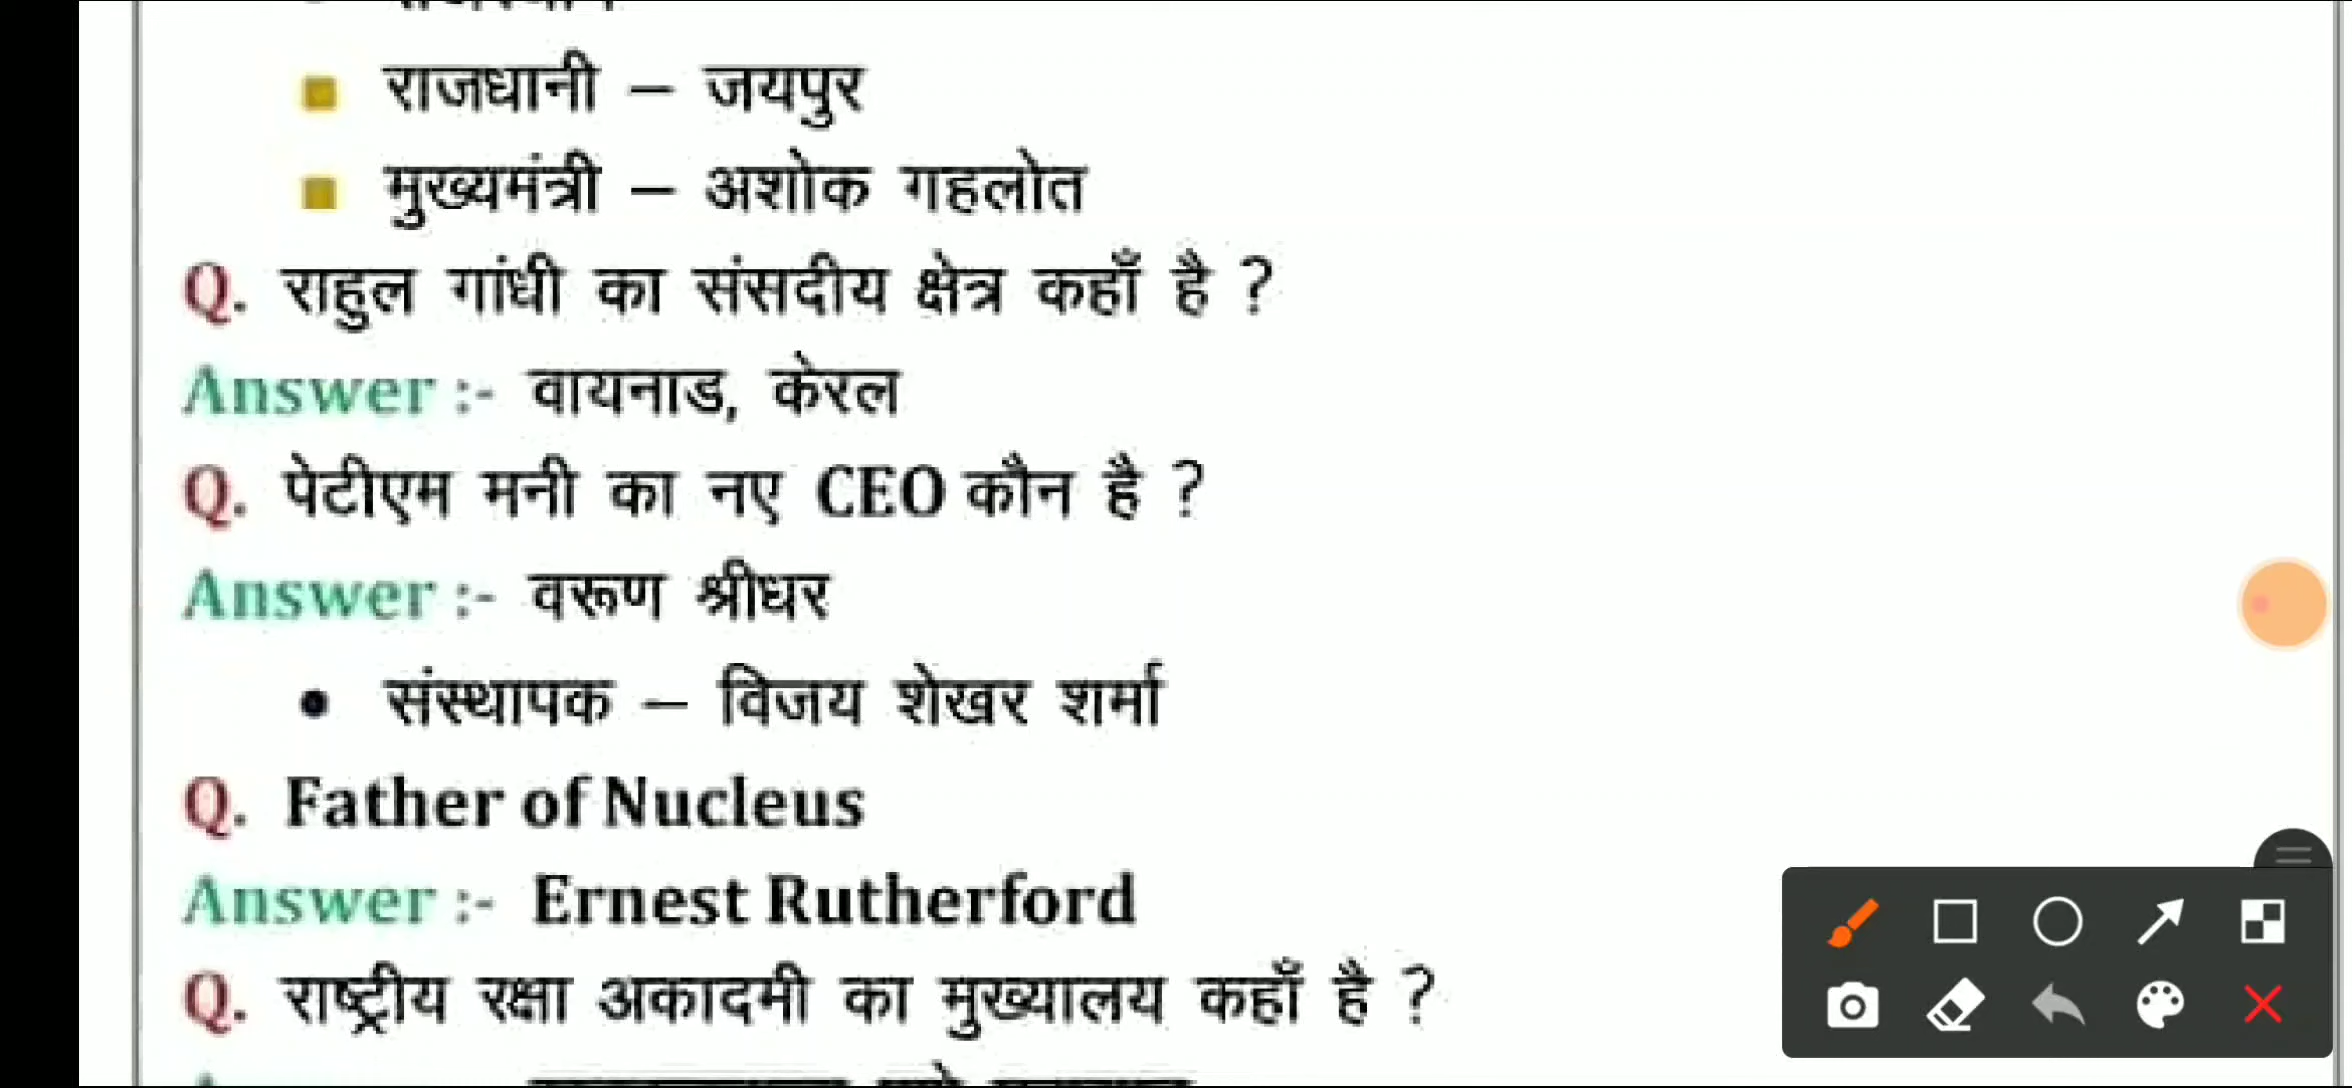 राजधानी – जयपुर
मुख्यमंत्री – अशोक गहलोत
Q. राहुल गांधी का संसदीय क्षेत्र कहाँ है ?
Answer :- वायनाड, केरल
Q. पेटीएम मनी का नए CEO कौन है ?
Answer :- वरूण श्रीधर
संस्थापक – विजय शेखर शर्मा
Q. Father of Nucleus
Answer :- Ernest Rutherford
Q. राष्ट्रीय रक्षा अकादमी का मुख्यालय कहाँ है ?